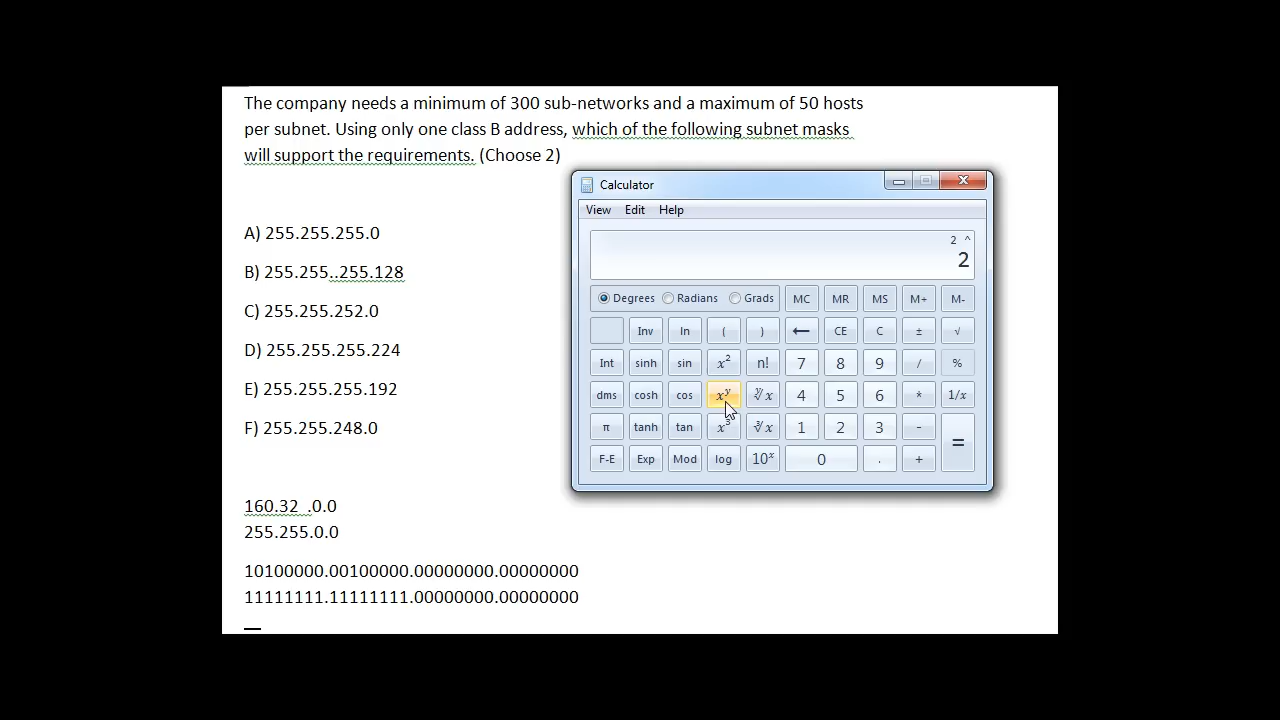 The company needs a minimum of 300 sub-networks and a maximum of 50 hosts
per subnet. Using only one class B address, which of the following subnet masks
will support the requirements. (Choose 2)
A) 255.255.255.0
B) 255.255..255.128
C) 255.255.252.0
D) 255.255.255.224
E) 255.255.255.192
F) 255.255.248.0
160.32 .0.0
255.255.0.0
10100000.00100000.00000000.00000000
11111111.11111111.00000000.00000000
Calculator
View Edit Help
2 ^
2
Degrees Radians Grads MC MR MS M+ M-
Inv ln ( ) ← CE C ± √
Int sinh sin x² n! 7 8 9 / %
dms cosh cos xʸ ʸ√x 4 5 6 * 1/x
π tanh tan x³ ³√x 1 2 3 - =
F-E Exp Mod log 10ˣ 0 . +